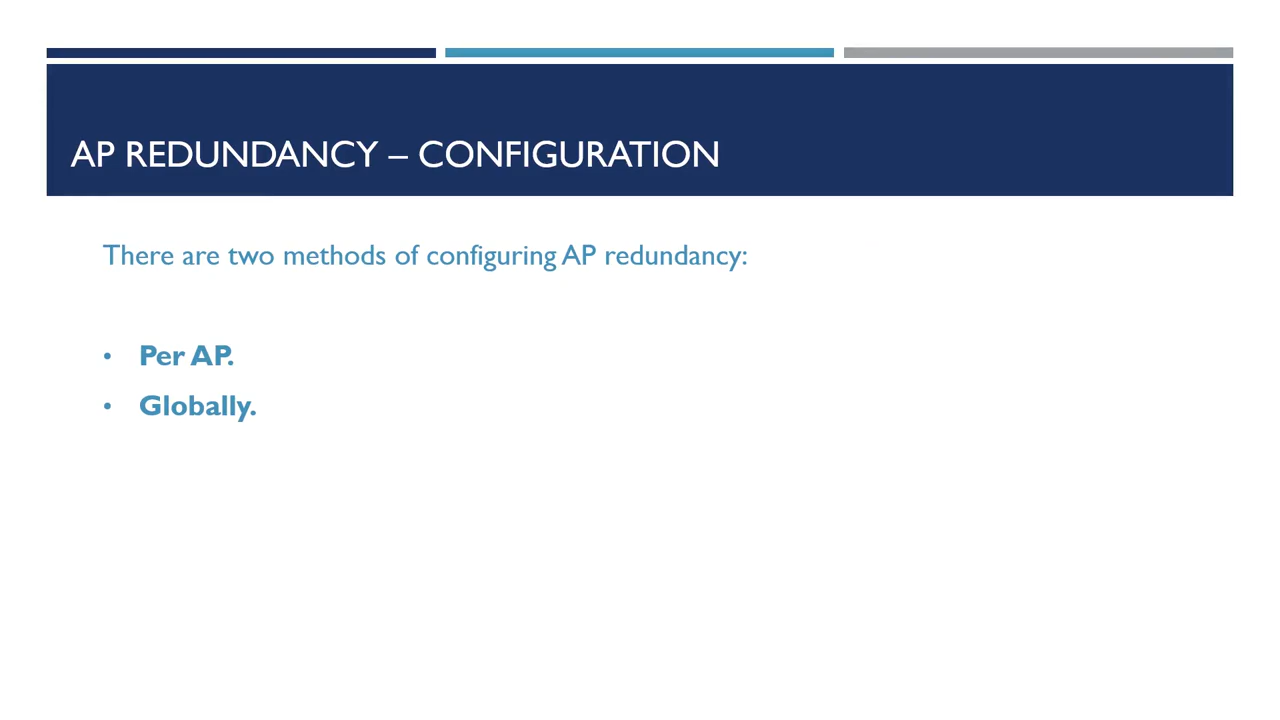 AP REDUNDANCY – CONFIGURATION
There are two methods of configuring AP redundancy:
• Per AP.
• Globally.